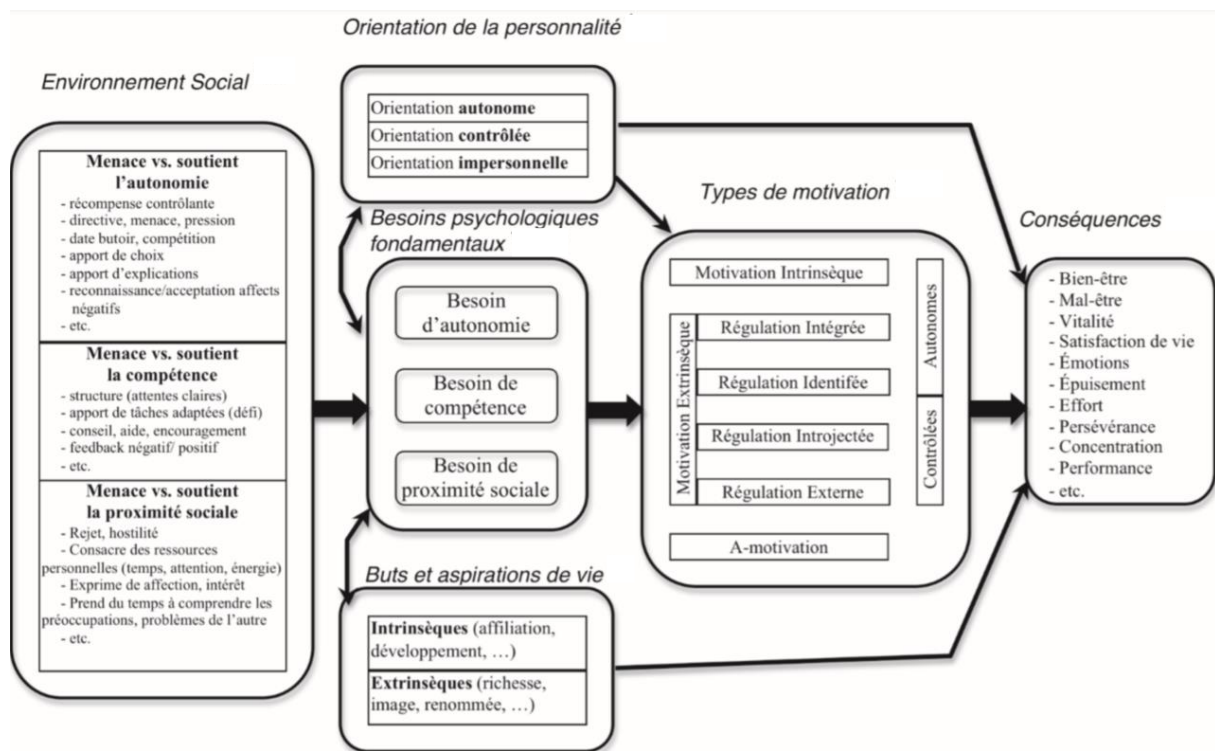 Orientation de la personnalité
Environnement Social
Orientation autonome
Orientation contrôlée
Orientation impersonnelle
Menace vs. soutient
l'autonomie
- récompense contrôlante
- directive, menace, pression
- date butoir, compétition
- apport de choix
- apport d'explications
- reconnaissance/acceptation affects
négatifs
- etc.
Menace vs. soutient
la compétence
- structure (attentes claires)
- apport de tâches adaptées (défi)
- conseil, aide, encouragement
- feedback négatif/ positif
- etc.
Menace vs. soutient
la proximité sociale
- Rejet, hostilité
- Consacre des ressources
personnelles (temps, attention, énergie)
- Exprime de affection, intérêt
- Prend du temps à comprendre les
préoccupations, problèmes de l'autre
- etc.
Besoins psychologiques
fondamentaux
Besoin
d'autonomie
Besoin de
compétence
Besoin de
proximité sociale
Buts et aspirations de vie
Intrinsèques (affiliation,
développement, …)
Extrinsèques (richesse,
image, renommée, …)
Types de motivation
Motivation Intrinsèque
Motivation Extrinsèque
Régulation Intégrée
Régulation Identifée
Régulation Introjectée
Régulation Externe
A-motivation
Autonomes
Contrôlées
Conséquences
- Bien-être
- Mal-être
- Vitalité
- Satisfaction de vie
- Émotions
- Épuisement
- Effort
- Persévérance
- Concentration
- Performance
- etc.